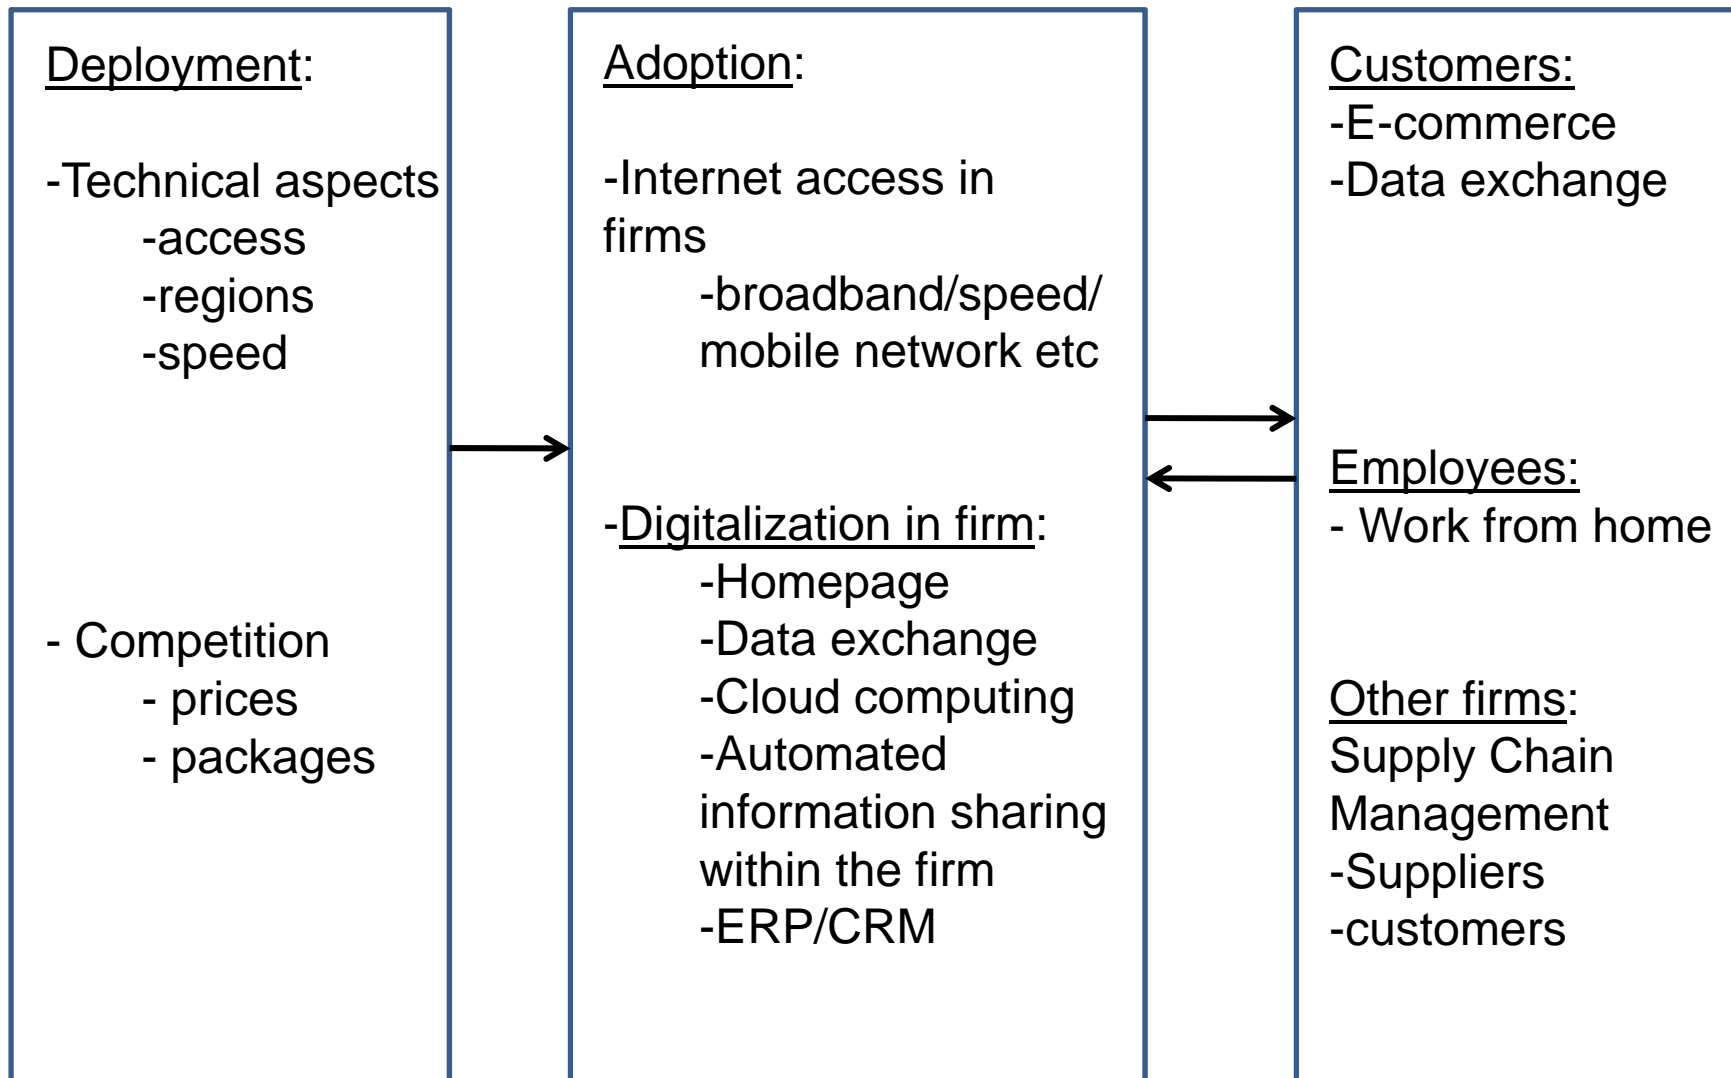 Deployment:
-Technical aspects
-access
-regions
-speed
- Competition
- prices
- packages
Adoption:
-Internet access in
firms
-broadband/speed/
mobile network etc
-Digitalization in firm:
-Homepage
-Data exchange
-Cloud computing
-Automated
information sharing
within the firm
-ERP/CRM
Customers:
-E-commerce
-Data exchange
Employees:
- Work from home
Other firms:
Supply Chain
Management
-Suppliers
-customers